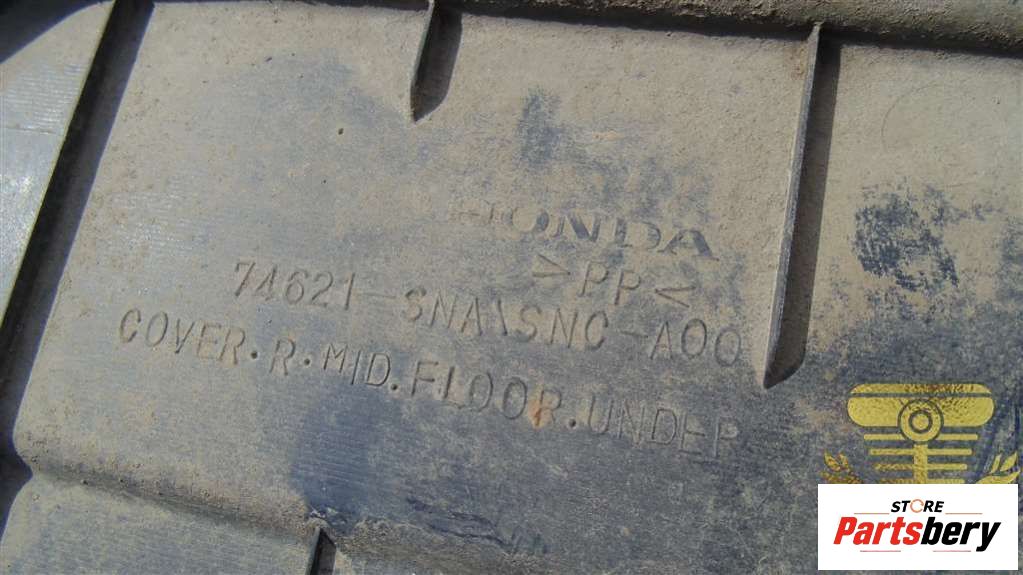 HONDA
>PP<
74621-SNA\SNC-A00
COVER.R.MID.FLOOR.UNDER
STORE
Partsbery